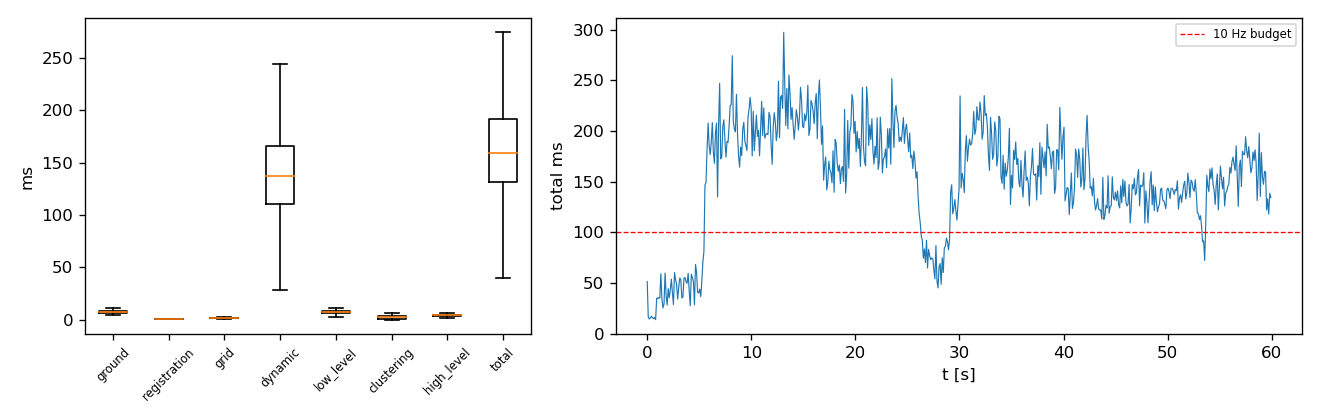 ms
250
200
150
100
50
0
ground
registration
grid
dynamic
low_level
clustering
high_level
total
total ms
300
250
200
150
100
50
0
10 Hz budget
0 10 20 30 40 50 60
t [s]